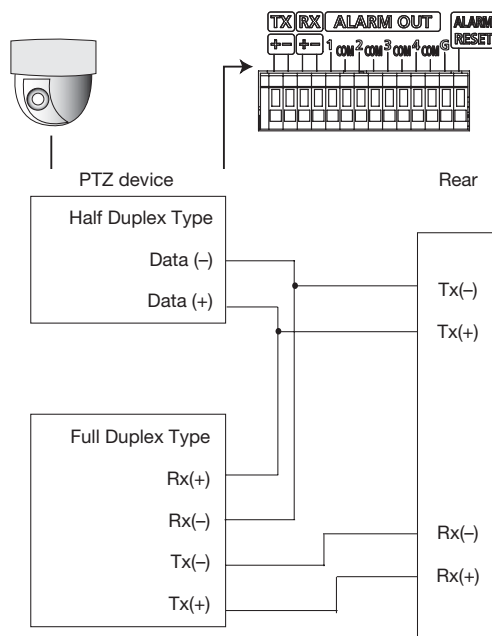 TX RX ALARM OUT ALARM RESET
+ - + - 1 COM 2 COM 3 COM 4 COM G
PTZ device
Rear
Half Duplex Type
Data (–)
Data (+)
Tx(–)
Tx(+)
Full Duplex Type
Rx(+)
Rx(–)
Tx(–)
Tx(+)
Rx(–)
Rx(+)